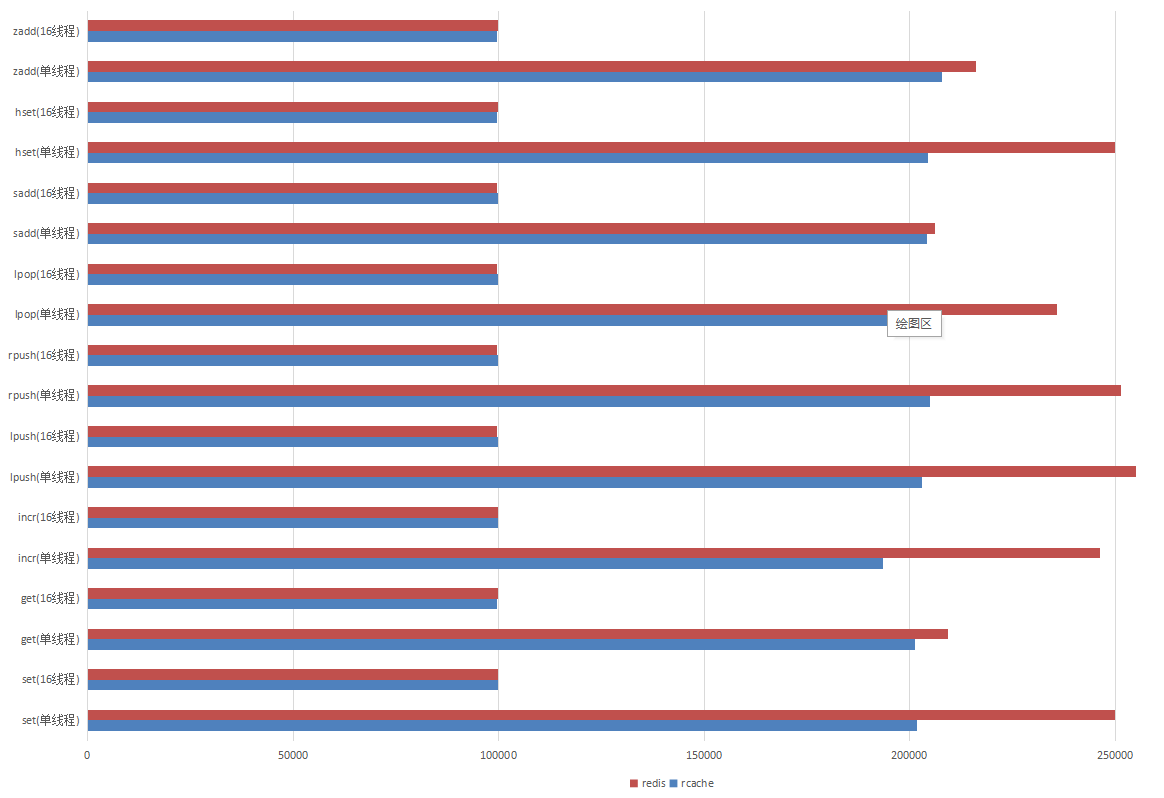 zadd(16线程)
zadd(单线程)
hset(16线程)
hset(单线程)
sadd(16线程)
sadd(单线程)
lpop(16线程)
lpop(单线程)
绘图区
rpush(16线程)
rpush(单线程)
lpush(16线程)
lpush(单线程)
incr(16线程)
incr(单线程)
get(16线程)
get(单线程)
set(16线程)
set(单线程)
0 50000 100000 150000 200000 250000
redis rcache